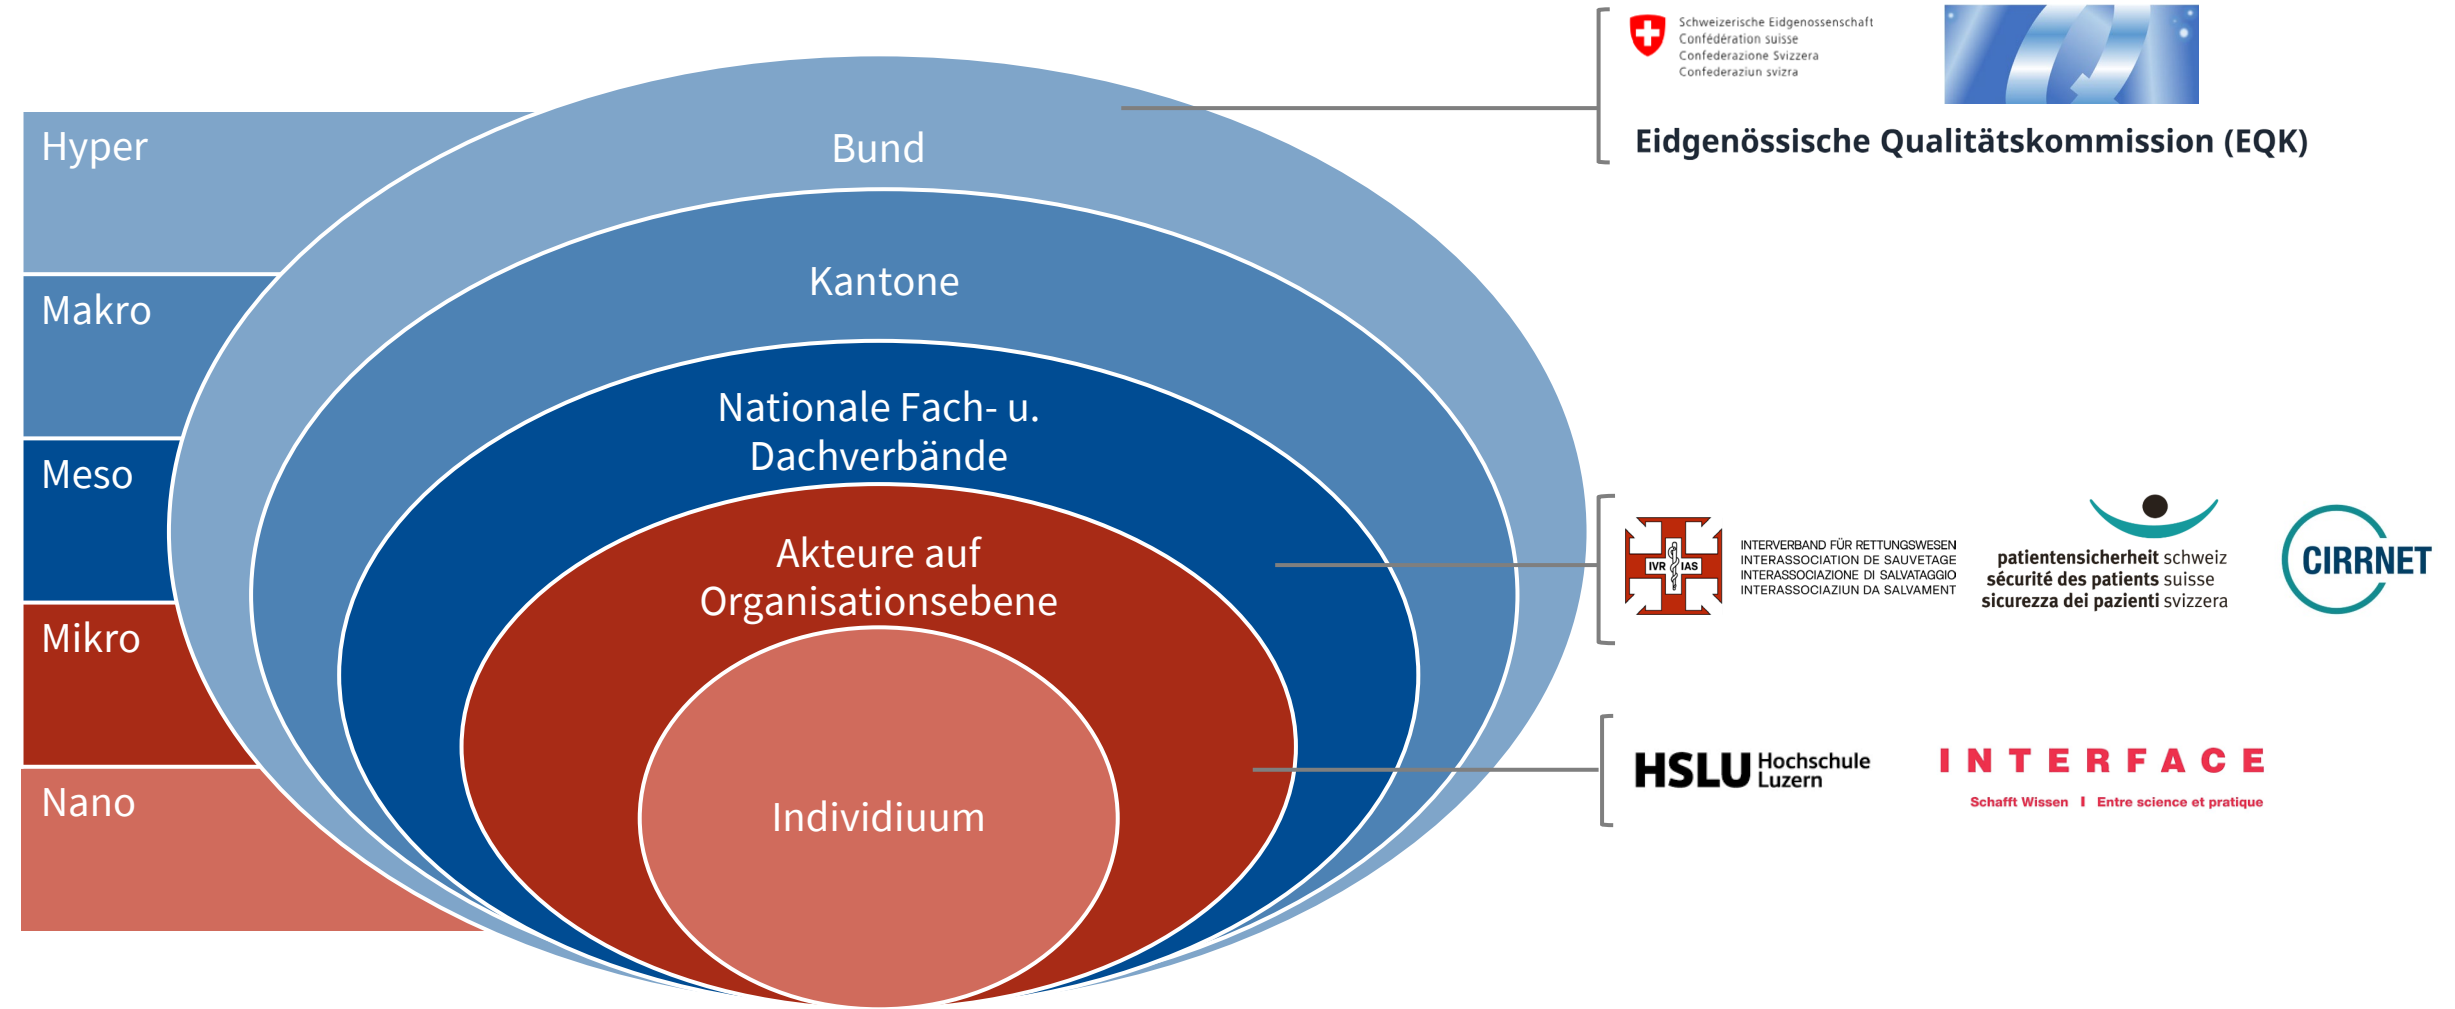 Hyper
Makro
Meso
Mikro
Nano
Bund
Kantone
Nationale Fach- u.
Dachverbände
Akteure auf
Organisationsebene
Individiuum
Schweizerische Eidgenossenschaft
Confédération suisse
Confederazione Svizzera
Confederaziun svizra
Eidgenössische Qualitätskommission (EQK)
IVR IAS
INTERVERBAND FÜR RETTUNGSWESEN
INTERASSOCIATION DE SAUVETAGE
INTERASSOCIAZIONE DI SALVATAGGIO
INTERASSOCIAZIUN DA SALVAMENT
patientensicherheit schweiz
sécurité des patients suisse
sicurezza dei pazienti svizzera
CIRRNET
HSLU Hochschule
Luzern
INTERFACE
Schafft Wissen I Entre science et pratique